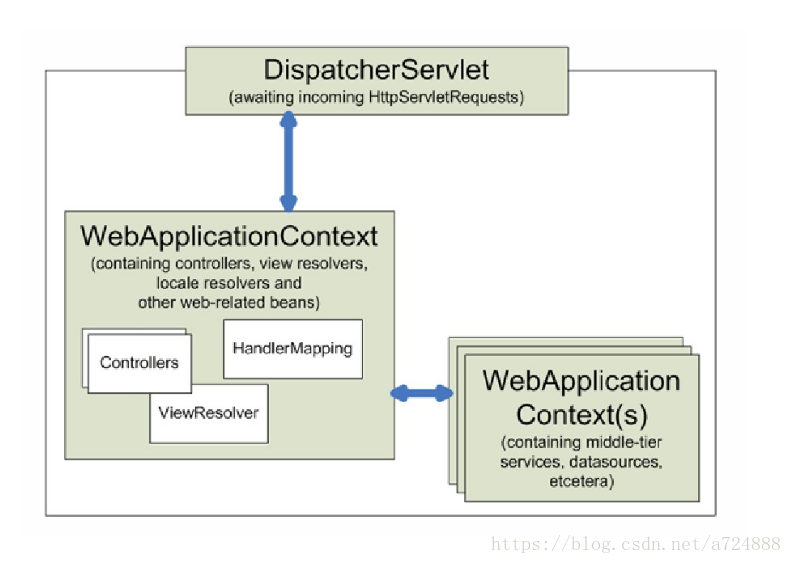 DispatcherServlet
(awaiting incoming HttpServletRequests)
WebApplicationContext
(containing controllers, view resolvers,
locale resolvers and
other web-related beans)
Controllers
HandlerMapping
ViewResolver
WebApplication
Context(s)
(containing middle-tier
services, datasources,
etcetera)
https://blog.csdn.net/a724888